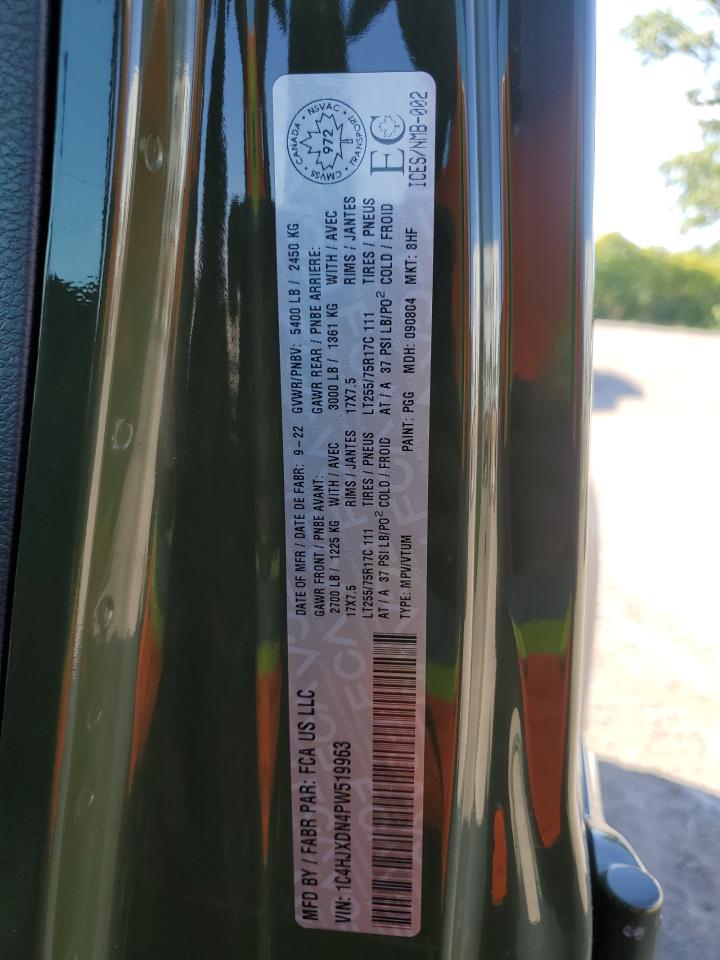 MFD BY / FABR PAR: FCA US LLC
DATE OF MFR / DATE DE FABR: 9-22
GVWR/PNBV: 5400 LB / 2450 KG
GAWR FRONT / PNBE AVANT:
GAWR REAR / PNBE ARRIERE:
2700 LB / 1225 KG WITH / AVEC
3000 LB / 1361 KG WITH / AVEC
17X7.5 RIMS / JANTES
17X7.5 RIMS / JANTES
LT255/75R17C 111 TIRES / PNEUS
LT255/75R17C 111 TIRES / PNEUS
AT / A 37 PSI LB/PO² COLD / FROID
AT / A 37 PSI LB/PO² COLD / FROID
VIN: 1C4HJXDN4PW519963
TYPE: MPV/VTUM
PAINT: PGG
MDH: 090804
MKT: 8HF
CANADA NSVAC TRANSPORT CMVSS
972
EC
ICES/NMB-002